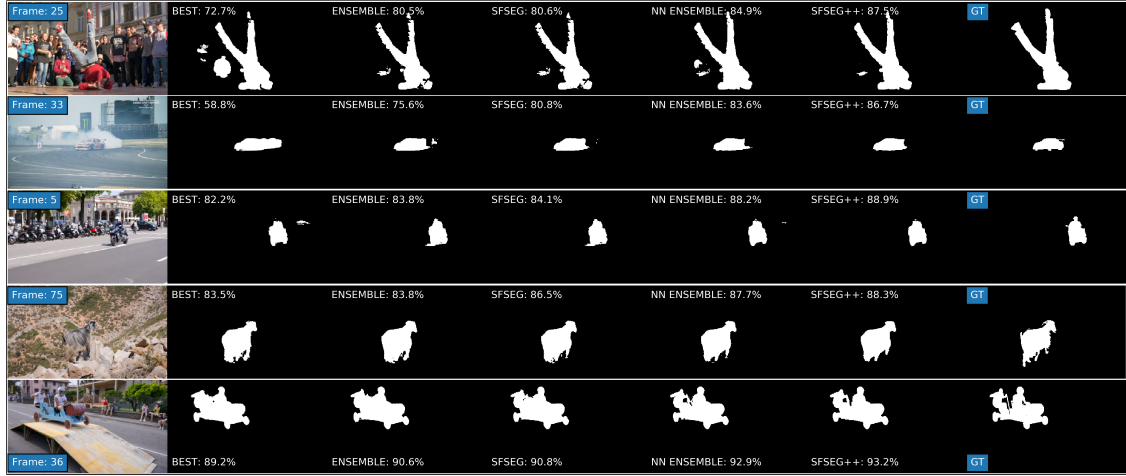 Frame: 25 BEST: 72.7% ENSEMBLE: 80.5% SFSEG: 80.6% NN ENSEMBLE: 84.9% SFSEG++: 87.5% GT
Frame: 33 BEST: 58.8% ENSEMBLE: 75.6% SFSEG: 80.8% NN ENSEMBLE: 83.6% SFSEG++: 86.7% GT
Frame: 5 BEST: 82.2% ENSEMBLE: 83.8% SFSEG: 84.1% NN ENSEMBLE: 88.2% SFSEG++: 88.9% GT
Frame: 75 BEST: 83.5% ENSEMBLE: 83.8% SFSEG: 86.5% NN ENSEMBLE: 87.7% SFSEG++: 88.3% GT
Frame: 36 BEST: 89.2% ENSEMBLE: 90.6% SFSEG: 90.8% NN ENSEMBLE: 92.9% SFSEG++: 93.2% GT